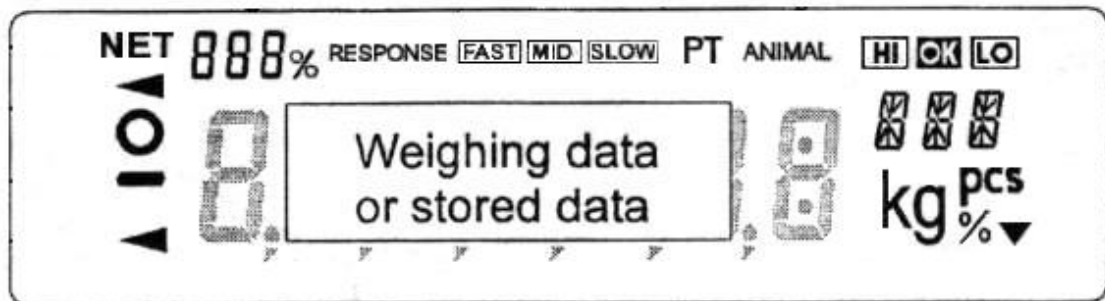 NET 888% RESPONSE FAST MID SLOW PT ANIMAL HI OK LO
Weighing data
or stored data
kg pcs
%